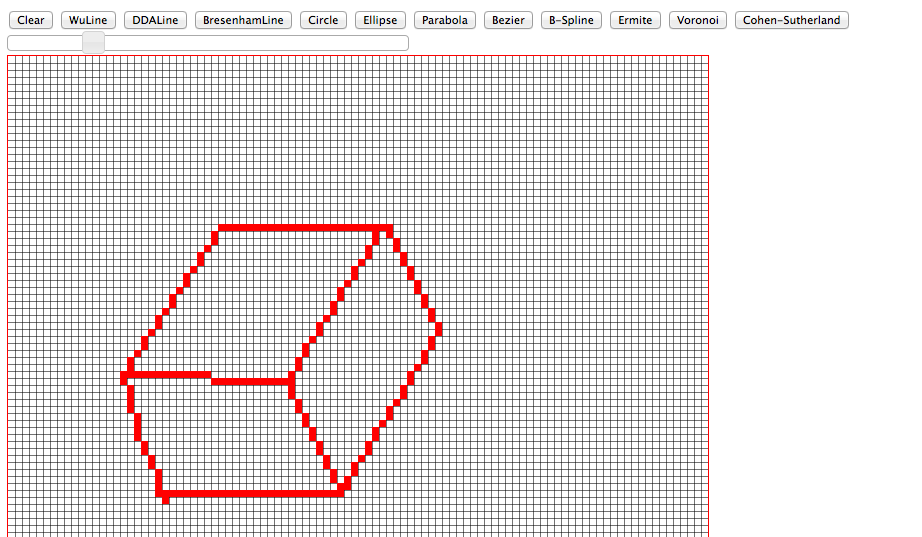 Clear WuLine DDALine BresenhamLine Circle Ellipse Parabola Bezier B-Spline Ermite Voronoi Cohen-Sutherland